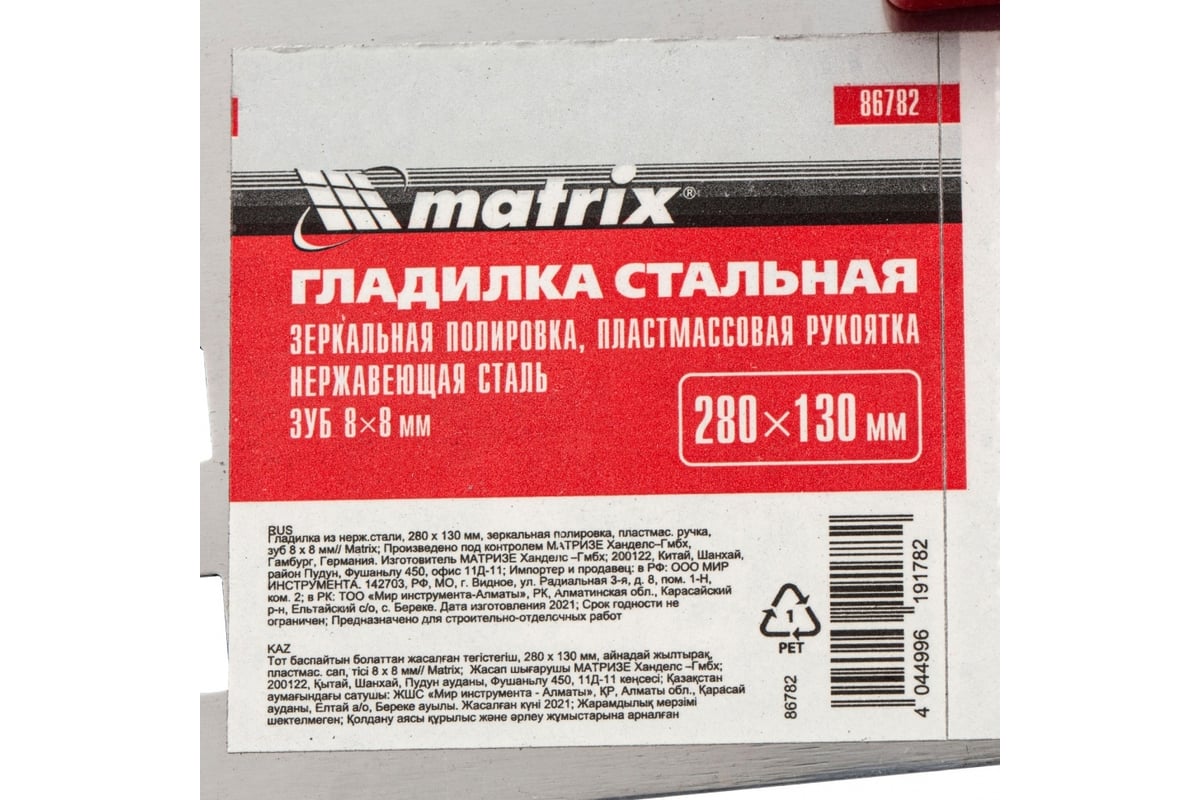 86782
matrix®
ГЛАДИЛКА СТАЛЬНАЯ
ЗЕРКАЛЬНАЯ ПОЛИРОВКА, ПЛАСТМАССОВАЯ РУКОЯТКА
НЕРЖАВЕЮЩАЯ СТАЛЬ
ЗУБ 8×8 ММ
280×130 ММ
RUS
Гладилка из нерж.стали, 280 x 130 мм, зеркальная полировка, пластмас. ручка,
зуб 8 x 8 мм// Matrix; Произведено под контролем МАТРИЗЕ Ханделс–Гмбх,
Гамбург, Германия. Изготовитель МАТРИЗЕ Ханделс –Гмбх; 200122, Китай, Шанхай,
район Пудун, Фушаньлу 450, офис 11Д-11; Импортер и продавец: в РФ: ООО МИР
ИНСТРУМЕНТА. 142703, РФ, МО, г. Видное, ул. Радиальная 3-я, д. 8, пом. 1-Н,
ком. 2; в РК: ТОО «Мир инструмента-Алматы», РК, Алматинская обл., Карасайский
р-н, Ельтайский с/о, с. Береке. Дата изготовления 2021; Срок годности не
ограничен; Предназначено для строительно-отделочных работ
KAZ
Тот баспайтын болаттан жасалған тегістегіш, 280 x 130 мм, айнадай жылтырақ,
пластмас. сап, тісі 8 x 8 мм// Matrix; Жасап шығарушы МАТРИЗЕ Ханделс –Гмбх;
200122, Қытай, Шанхай, Пудун ауданы, Фушаньлу 450, 11Д-11 кеңсесі; Қазақстан
аумағындағы сатушы: ЖШС «Мир инструмента - Алматы», ҚР, Алматы обл., Қарасай
ауданы, Елтай а/о, Береке ауылы. Жасалған күні 2021; Жарамдылық мерзімі
шектелмеген; Қолдану аясы құрылыс және әрлеу жұмыстарына арналған
1
PET
86782
4 044996 191782